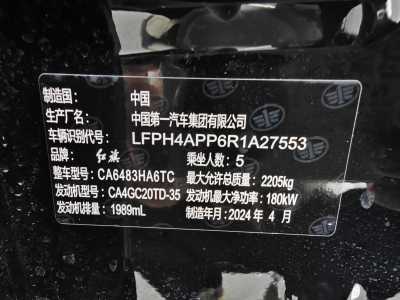 制造国： 中国
生产厂名： 中国第一汽车集团有限公司
车辆识别代号： LFPH4APP6R1A27553
品牌： 红旗 乘坐人数： 5
整车型号： CA6483HA6TC 最大允许总质量： 2205kg
发动机型号： CA4GC20TD-35 发动机最大净功率： 180kW
发动机排量： 1989mL 制造年月： 2024 年 4 月